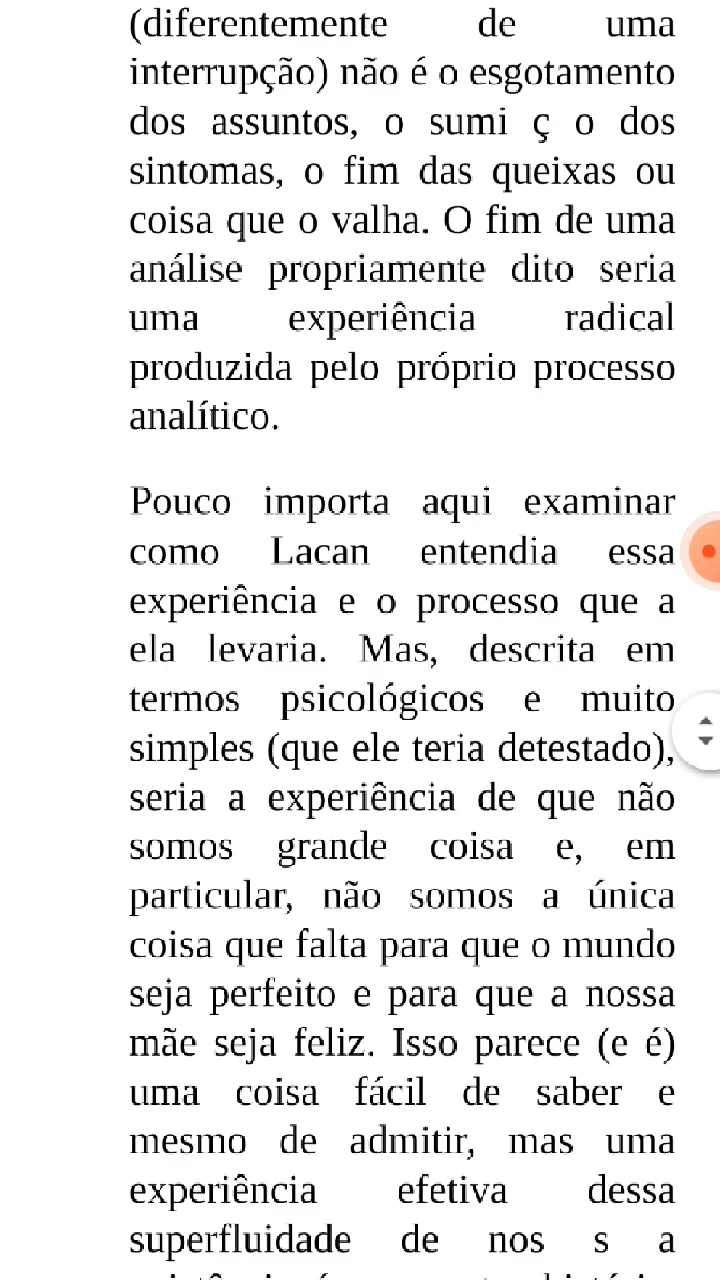 (diferentemente de uma
interrupção) não é o esgotamento
dos assuntos, o sumi ç o dos
sintomas, o fim das queixas ou
coisa que o valha. O fim de uma
análise propriamente dito seria
uma experiência radical
produzida pelo próprio processo
analítico.
Pouco importa aqui examinar
como Lacan entendia essa
experiência e o processo que a
ela levaria. Mas, descrita em
termos psicológicos e muito
simples (que ele teria detestado),
seria a experiência de que não
somos grande coisa e, em
particular, não somos a única
coisa que falta para que o mundo
seja perfeito e para que a nossa
mãe seja feliz. Isso parece (e é)
uma coisa fácil de saber e
mesmo de admitir, mas uma
experiência efetiva dessa
superfluidade de nos s a